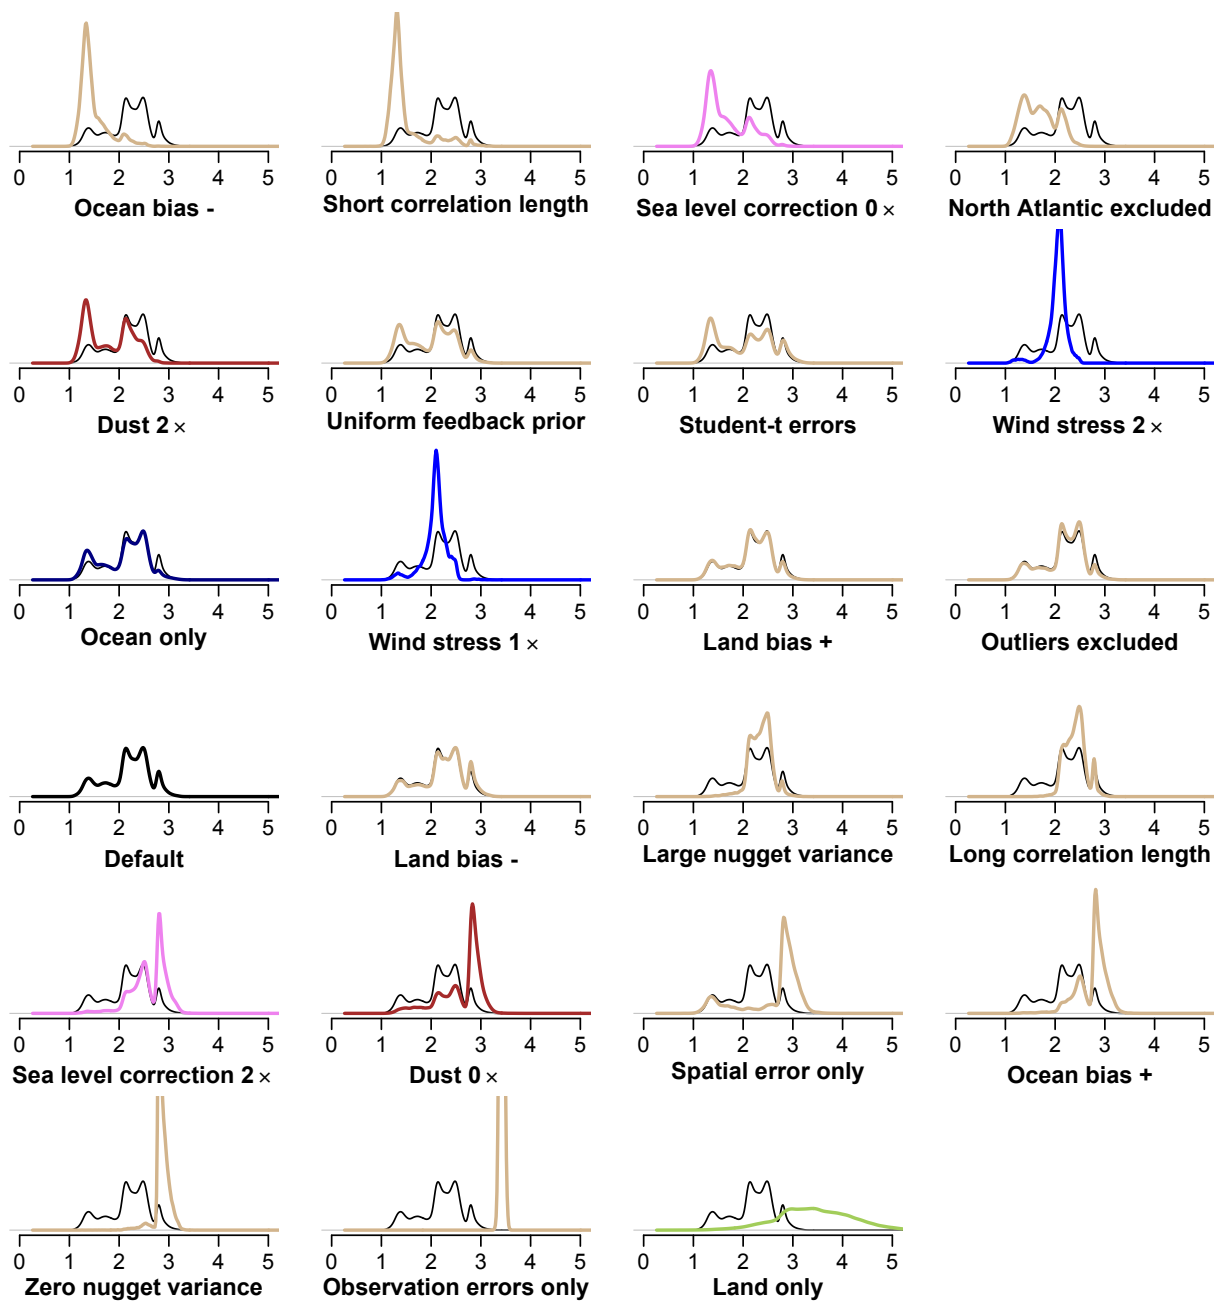 0 1 2 3 4 5 0 1 2 3 4 5 0 1 2 3 4 5 0 1 2 3 4 5
Ocean bias - Short correlation length Sea level correction 0 × North Atlantic excluded
0 1 2 3 4 5 0 1 2 3 4 5 0 1 2 3 4 5 0 1 2 3 4 5
Dust 2 × Uniform feedback prior Student-t errors Wind stress 2 ×
0 1 2 3 4 5 0 1 2 3 4 5 0 1 2 3 4 5 0 1 2 3 4 5
Ocean only Wind stress 1 × Land bias + Outliers excluded
0 1 2 3 4 5 0 1 2 3 4 5 0 1 2 3 4 5 0 1 2 3 4 5
Default Land bias - Large nugget variance Long correlation length
0 1 2 3 4 5 0 1 2 3 4 5 0 1 2 3 4 5 0 1 2 3 4 5
Sea level correction 2 × Dust 0 × Spatial error only Ocean bias +
0 1 2 3 4 5 0 1 2 3 4 5 0 1 2 3 4 5
Zero nugget variance Observation errors only Land only